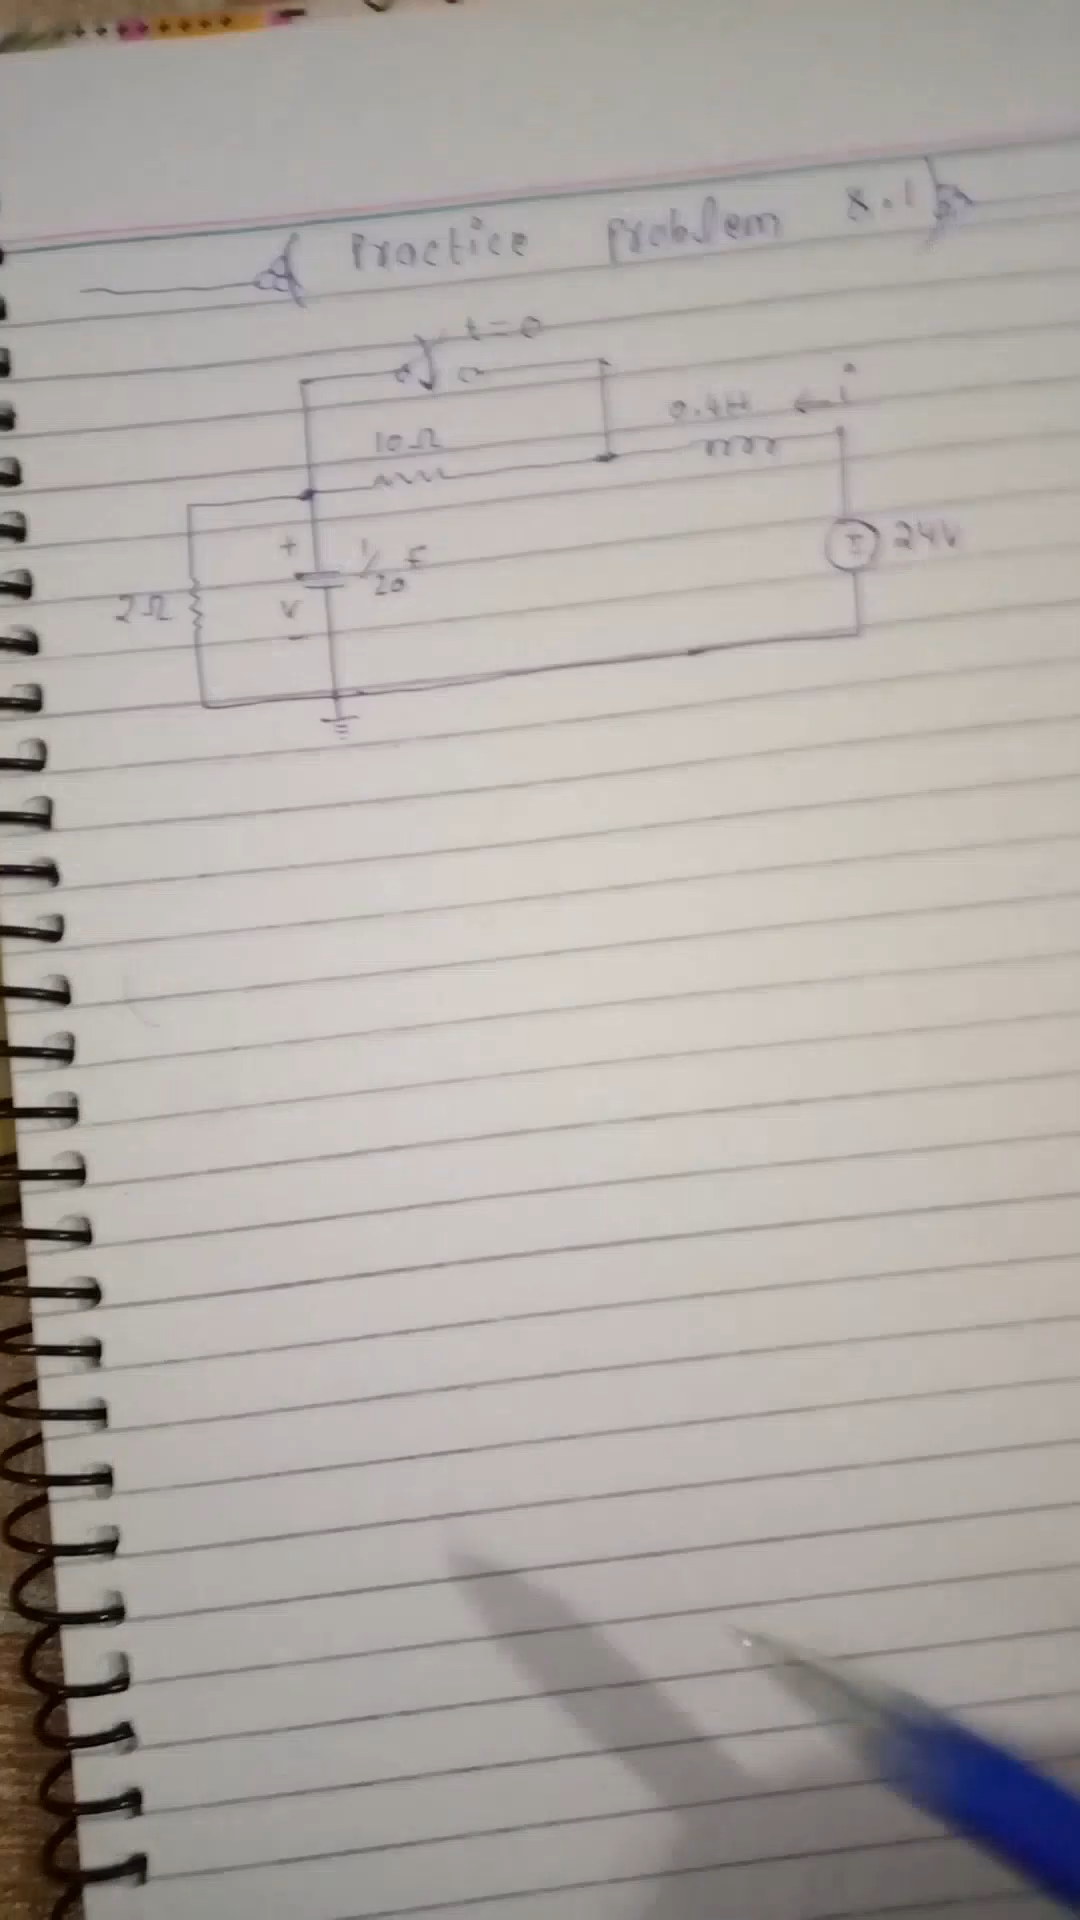 Practice problem 8.1
t=0
0.4H ← i
10Ω
+
1/20 F
24V
2Ω
v
-